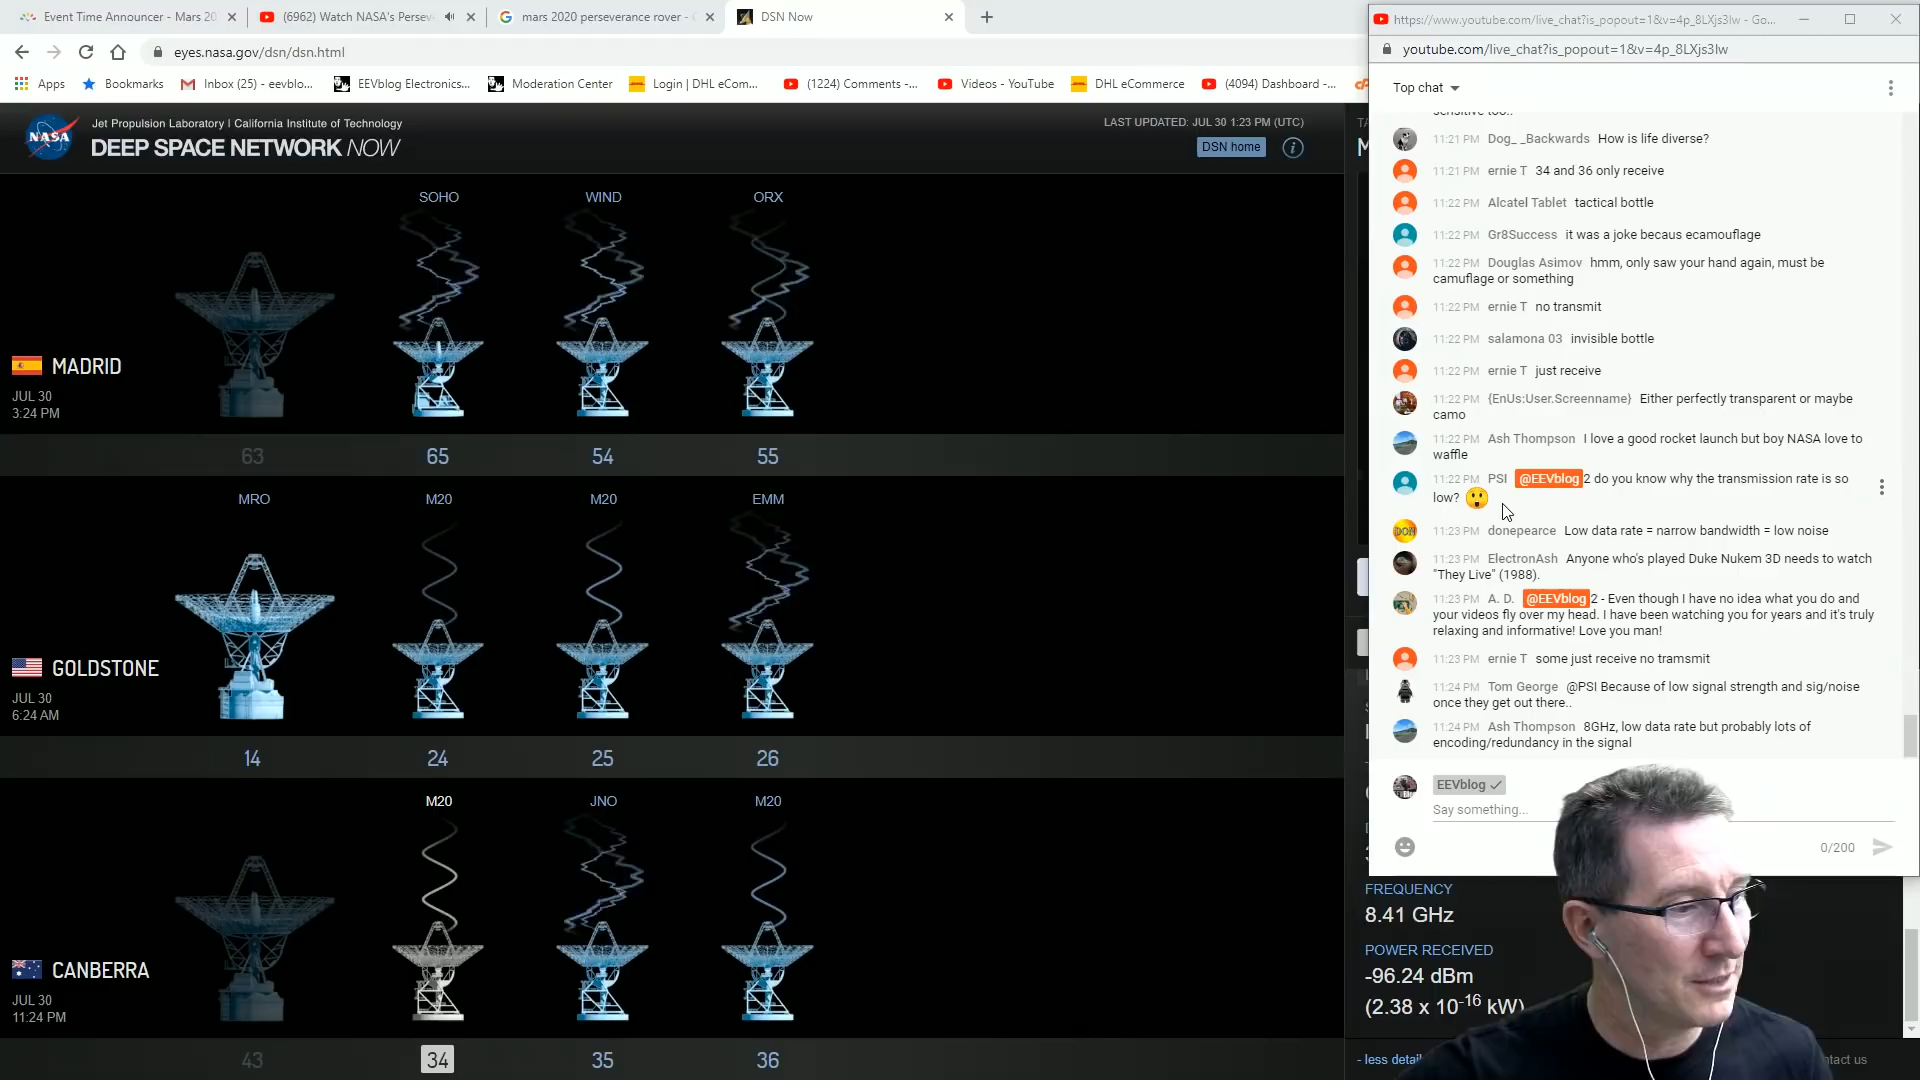 Event Time Announcer - Mars 20
(6962) Watch NASA's Persev
mars 2020 perseverance rover -
DSN Now
https://www.youtube.com/live_chat?is_popout=1&v=4p_8LXjs3Iw - Go...
eyes.nasa.gov/dsn/dsn.html
youtube.com/live_chat?is_popout=1&v=4p_8LXjs3Iw
Apps
Bookmarks
Inbox (25) - eevblo...
EEVblog Electronics...
Moderation Center
Login | DHL eCom...
(1224) Comments -...
Videos - YouTube
DHL eCommerce
(4094) Dashboard -...
NASA
Jet Propulsion Laboratory | California Institute of Technology
DEEP SPACE NETWORK NOW
LAST UPDATED: JUL 30 1:23 PM (UTC)
DSN home
SOHO
WIND
ORX
MADRID
JUL 30
3:24 PM
63
65
54
55
MRO
M20
M20
EMM
GOLDSTONE
JUL 30
6:24 AM
14
24
25
26
M20
JNO
M20
CANBERRA
JUL 30
11:24 PM
43
34
35
36
Top chat
sensitive too..
11:21 PM Dog_ _Backwards How is life diverse?
11:21 PM ernie T 34 and 36 only receive
11:22 PM Alcatel Tablet tactical bottle
11:22 PM Gr8Success it was a joke becaus ecamouflage
11:22 PM Douglas Asimov hmm, only saw your hand again, must be
camuflage or something
11:22 PM ernie T no transmit
11:22 PM salamona 03 invisible bottle
11:22 PM ernie T just receive
11:22 PM {EnUs:User.Screenname} Either perfectly transparent or maybe
camo
11:22 PM Ash Thompson I love a good rocket launch but boy NASA love to
waffle
11:22 PM PSI @EEVblog 2 do you know why the transmission rate is so
low?
11:23 PM donepearce Low data rate = narrow bandwidth = low noise
11:23 PM ElectronAsh Anyone who's played Duke Nukem 3D needs to watch
"They Live" (1988).
11:23 PM A. D. @EEVblog 2 - Even though I have no idea what you do and
your videos fly over my head. I have been watching you for years and it's truly
relaxing and informative! Love you man!
11:23 PM ernie T some just receive no tramsmit
11:24 PM Tom George @PSI Because of low signal strength and sig/noise
once they get out there..
11:24 PM Ash Thompson 8GHz, low data rate but probably lots of
encoding/redundancy in the signal
EEVblog
Say something...
0/200
FREQUENCY
8.41 GHz
POWER RECEIVED
-96.24 dBm
(2.38 x 10-16 kW)
- less detail
ntact us